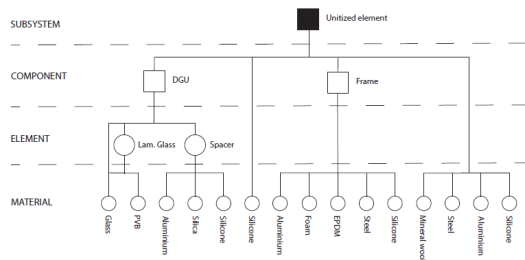 SUBSYSTEM
Unitized element
COMPONENT
DGU
Frame
ELEMENT
Lam. Glass
Spacer
MATERIAL
Glass
PVB
Aluminium
Silica
Silicone
Silicone
Aluminium
Foam
EPDM
Steel
Silicone
Mineral woo
Steel
Aluminium
Silicone